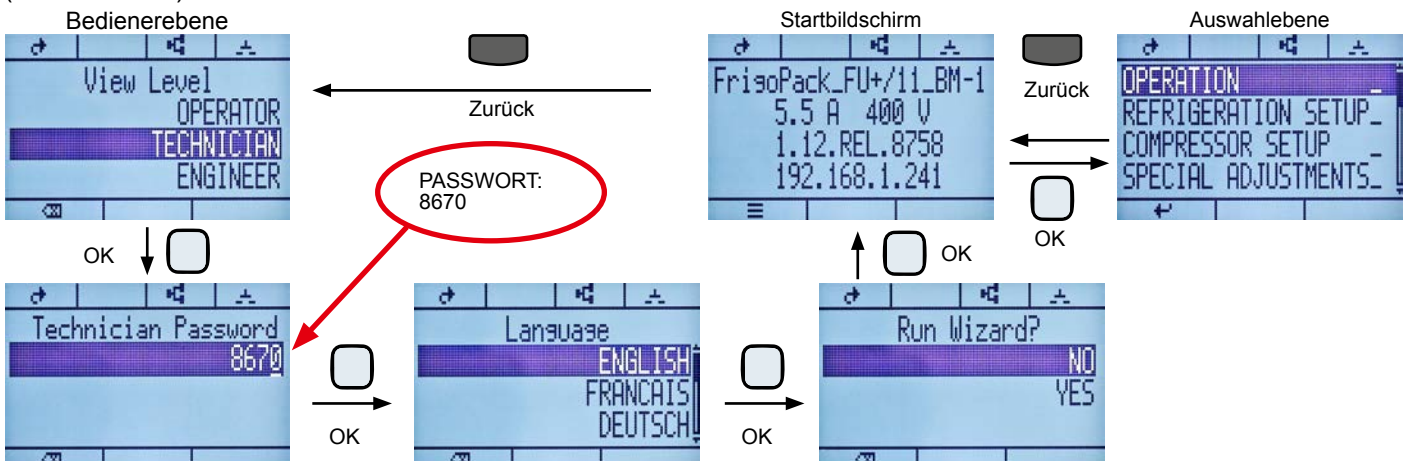 Bedienerebene
View Level
OPERATOR
TECHNICIAN
ENGINEER
Zurück
Startbildschirm
FrigoPack_FU+/11_BM-1
5.5 A 400 V
1.12.REL.8758
192.168.1.241
Zurück
Auswahlebene
OPERATION _
REFRIGERATION SETUP_
COMPRESSOR SETUP _
SPECIAL ADJUSTMENTS_
PASSWORT:
8670
OK
OK
OK
Technician Password
8670
OK
Language
ENGLISH
FRANCAIS
DEUTSCH
OK
Run Wizard?
NO
YES